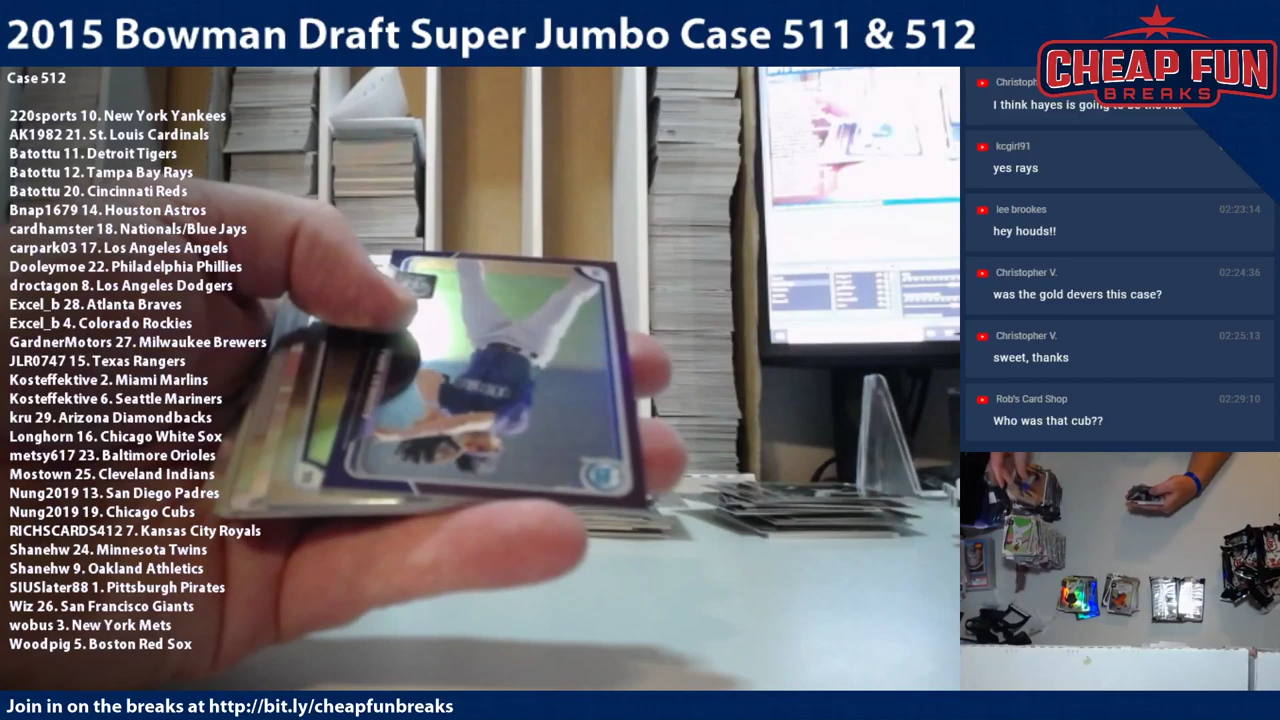 2015 Bowman Draft Super Jumbo Case 511 & 512
CHEAP FUN
BREAKS
Case 512
220sports 10. New York Yankees
AK1982 21. St. Louis Cardinals
Batottu 11. Detroit Tigers
Batottu 12. Tampa Bay Rays
Batottu 20. Cincinnati Reds
Bnap1679 14. Houston Astros
cardhamster 18. Nationals/Blue Jays
carpark03 17. Los Angeles Angels
Dooleymoe 22. Philadelphia Phillies
droctagon 8. Los Angeles Dodgers
Excel_b 28. Atlanta Braves
Excel_b 4. Colorado Rockies
GardnerMotors 27. Milwaukee Brewers
JLR0747 15. Texas Rangers
Kosteffektive 2. Miami Marlins
Kosteffektive 6. Seattle Mariners
kru 29. Arizona Diamondbacks
Longhorn 16. Chicago White Sox
metsy617 23. Baltimore Orioles
Mostown 25. Cleveland Indians
Nung2019 13. San Diego Padres
Nung2019 19. Chicago Cubs
RICHSCARDS412 7. Kansas City Royals
Shanehw 24. Minnesota Twins
Shanehw 9. Oakland Athletics
SIUSlater88 1. Pittsburgh Pirates
Wiz 26. San Francisco Giants
wobus 3. New York Mets
Woodpig 5. Boston Red Sox
Christoph
I think hayes is going to be the
kcgirl91
yes rays
lee brookes 02:23:14
hey houds!!
Christopher V. 02:24:36
was the gold devers this case?
Christopher V. 02:25:13
sweet, thanks
Rob's Card Shop 02:29:10
Who was that cub??
Join in on the breaks at http://bit.ly/cheapfunbreaks